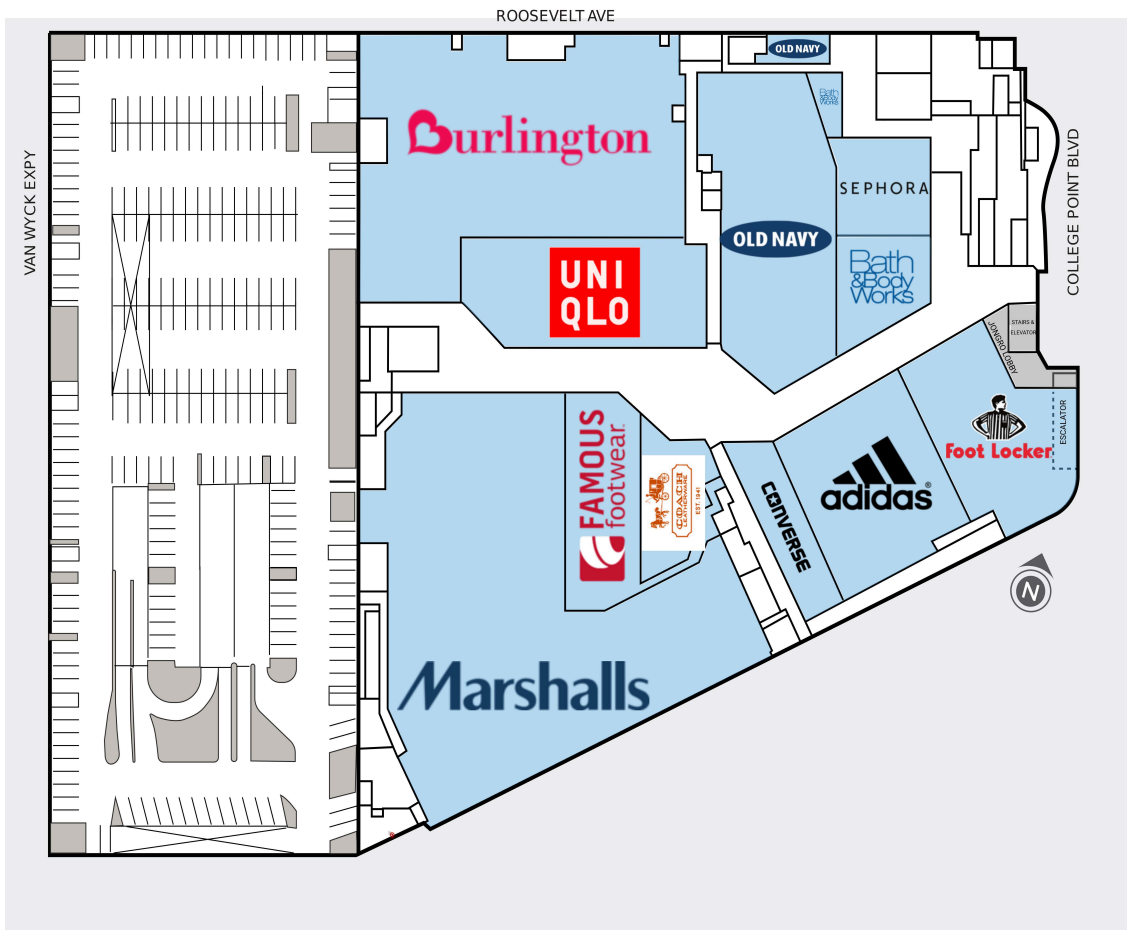 ROOSEVELT AVE
VAN WYCK EXPY
COLLEGE POINT BLVD
OLD NAVY
Bath
&Body
Works
Burlington
SEPHORA
OLD NAVY
Bath
&Body
Works
UNI
QLO
JONGRO LOBBY
STAIRS &
ELEVATOR
ESCALATOR
Foot Locker
FAMOUS
footwear.
COACH
LEATHERWARE
EST. 1941
adidas®
CONVERSE
N
Marshalls